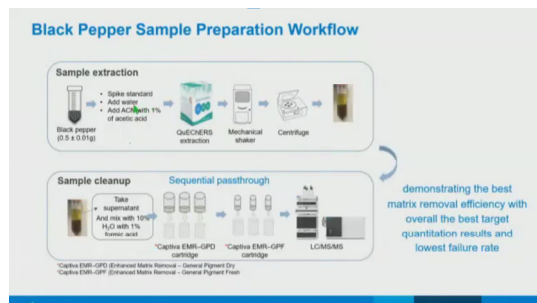 Black Pepper Sample Preparation Workflow
Sample extraction
• Spike standard
• Add water
• Add ACN with 1%
of acetic acid
Black pepper
(0.5 ± 0.01g)
QuEChERS
extraction
Mechanical
shaker
Centrifuge
Sample cleanup
Sequential passthrough
Take
supernatant
And mix with 10%
H₂O with 1%
formic acid
*Captiva EMR–GPD
cartridge
*Captiva EMR–GPF
cartridge
LC/MS/MS
demonstrating the best
matrix removal efficiency with
overall the best target
quantitation results and
lowest failure rate
*Captiva EMR–GPD (Enhanced Matrix Removal – General Pigment Dry
*Captiva EMR–GPF (Enhanced Matrix Removal – General Pigment Fresh